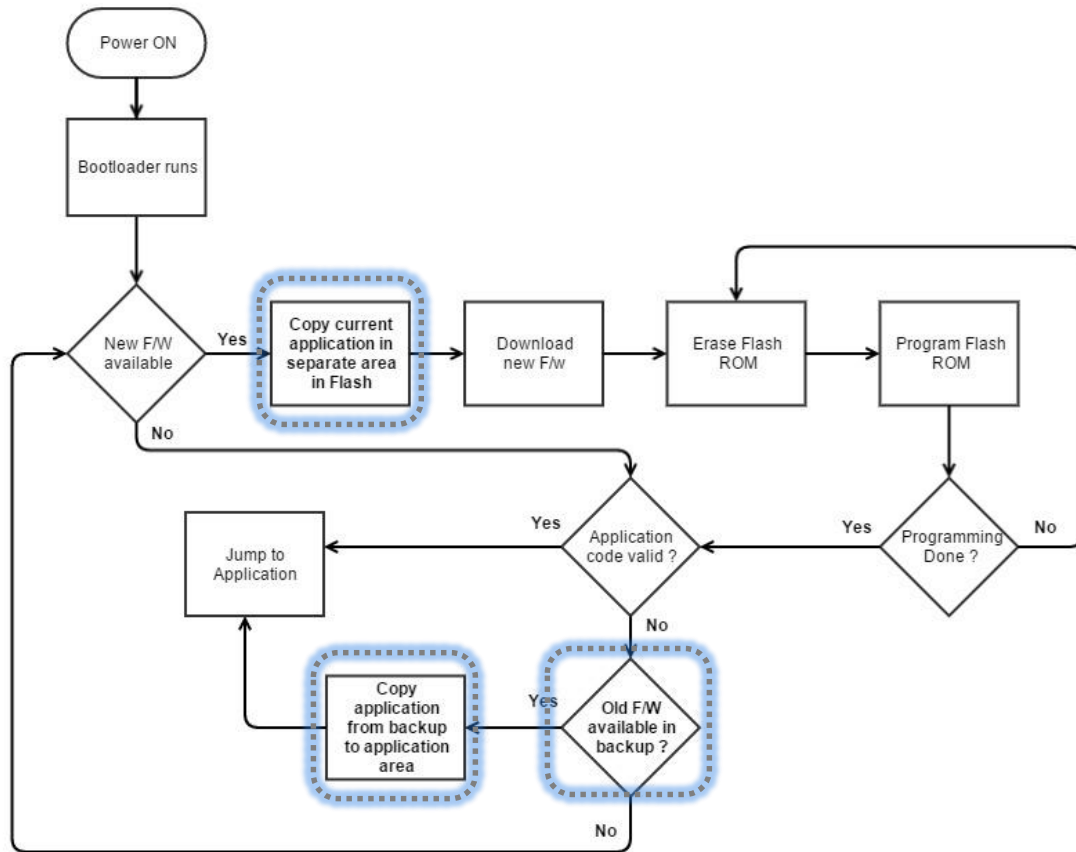 Power ON
Bootloader runs
New F/W
available
Yes
Copy current
application in
separate area
in Flash
Download
new F/w
Erase Flash
ROM
Program Flash
ROM
No
Yes
Application
code valid ?
Yes
Programming
Done ?
No
Jump to
Application
No
Copy
application
from backup
to application
area
Yes
Old F/W
available in
backup ?
No